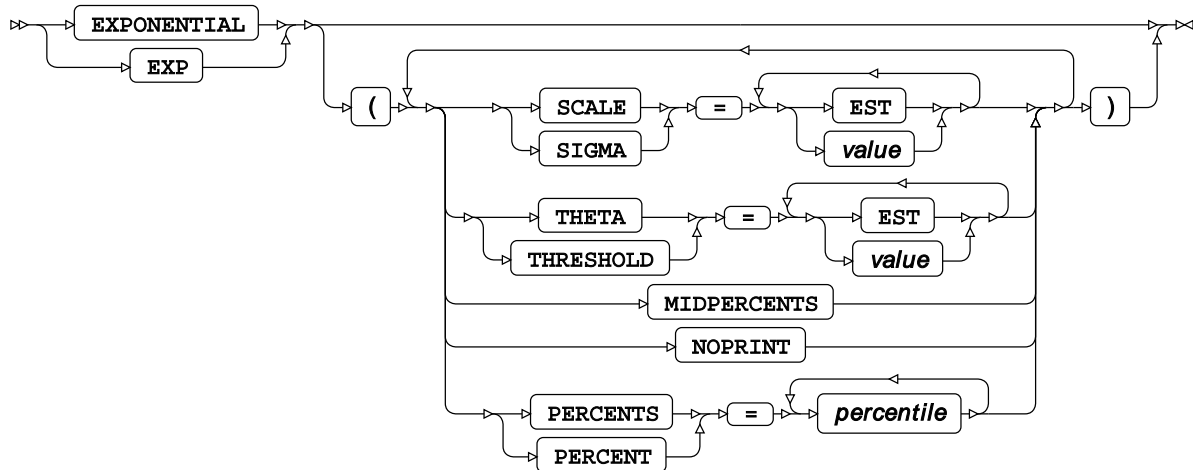 EXPONENTIAL
EXP
( SCALE = EST )
SIGMA value
THETA = EST
THRESHOLD value
MIDPERCENTS
NOPRINT
PERCENTS = percentile
PERCENT